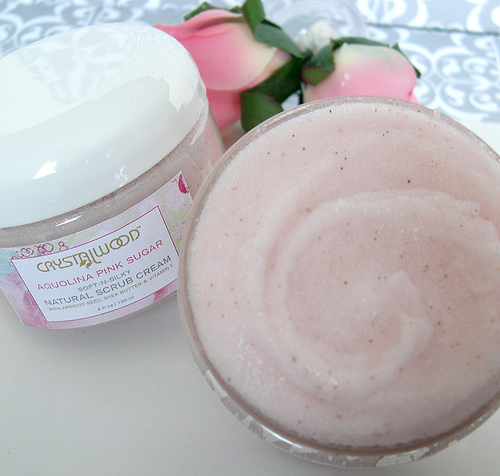 CRYSTALWOOD
AQUOLINA PINK SUGAR
SOFT-N-SILKY
NATURAL SCRUB CREAM
WITH APRICOT SEED, SHEA BUTTER & VITAMIN E